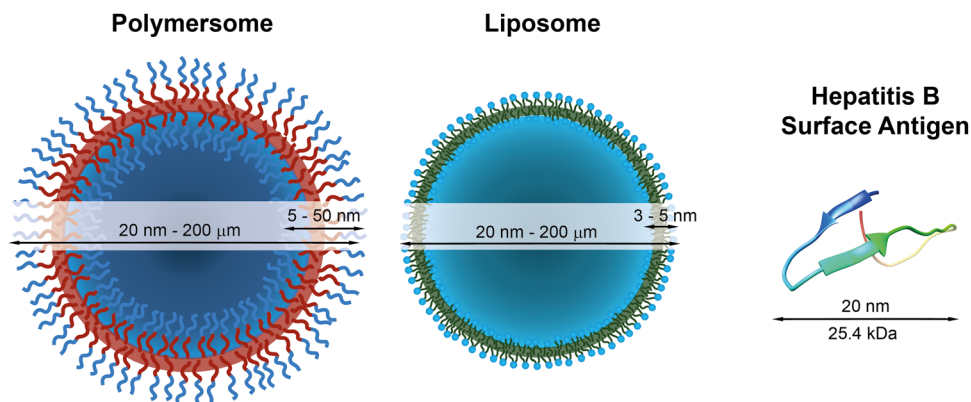 Polymersome
5 - 50 nm
20 nm - 200 μm
Liposome
3 - 5 nm
20 nm - 200 μm
Hepatitis B
Surface Antigen
20 nm
25.4 kDa